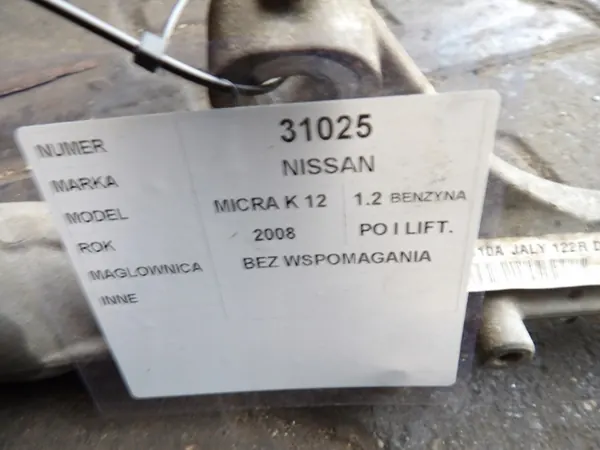 NUMER 31025
MARKA NISSAN
MODEL MICRA K 12 1.2 BENZYNA
ROK 2008 PO I LIFT.
MAGLOWNICA BEZ WSPOMAGANIA
INNE
10A JALY 122R D